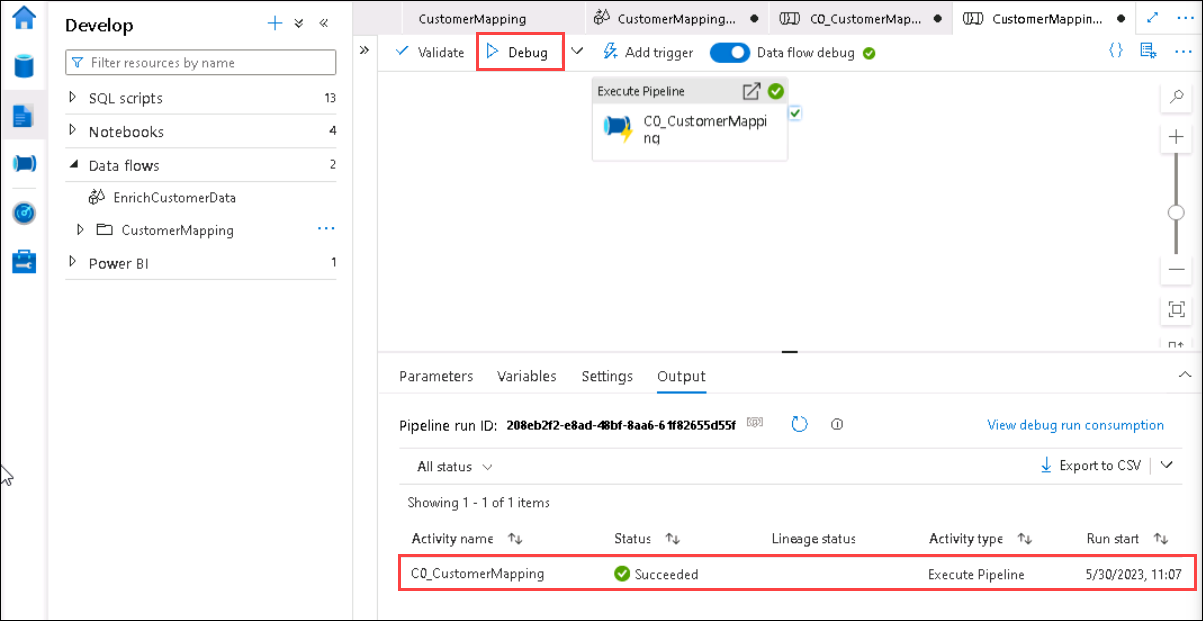 Develop
Filter resources by name
SQL scripts 13
Notebooks 4
Data flows 2
EnrichCustomerData
CustomerMapping
Power BI 1
CustomerMapping
CustomerMapping...
C0_CustomerMap...
CustomerMappin...
Validate
Debug
Add trigger
Data flow debug
Execute Pipeline
C0_CustomerMappi
ng
Parameters
Variables
Settings
Output
Pipeline run ID: 208eb2f2-e8ad-48bf-8aa6-61f82655d55f
View debug run consumption
All status
Export to CSV
Showing 1 - 1 of 1 items
Activity name Status Lineage status Activity type Run start
C0_CustomerMapping Succeeded Execute Pipeline 5/30/2023, 11:07